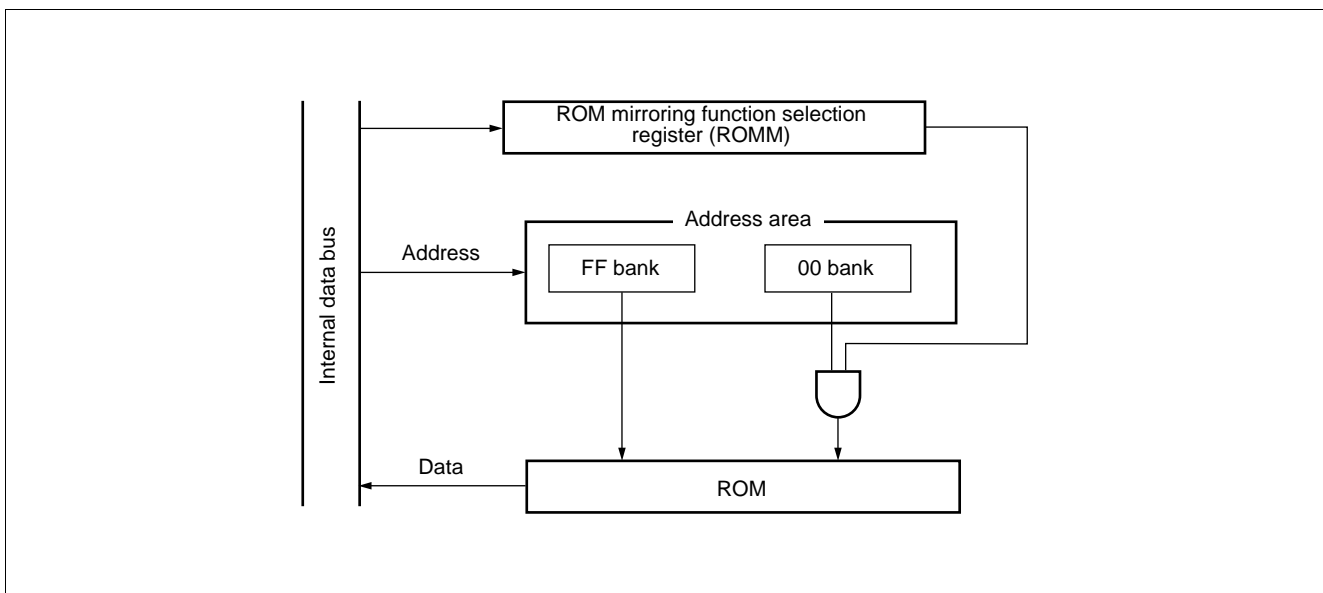 ROM mirroring function selection
register (ROMM)
Address area
Address
FF bank
00 bank
Internal data bus
Data
ROM